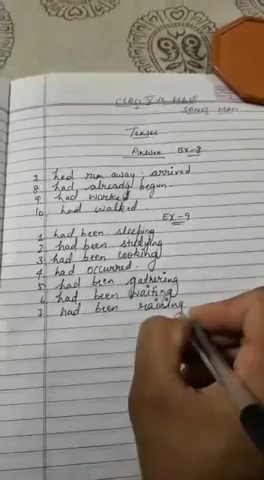 Tenses
Answer Ex-8
had run away; arrived
8. had already begun
9. had worked
10. had walked
Ex-9
1. had been sleeping
2. had been studying
3. had been cooking
4. had occurred
5. had been gathering
6. had been waiting
7. had been raining